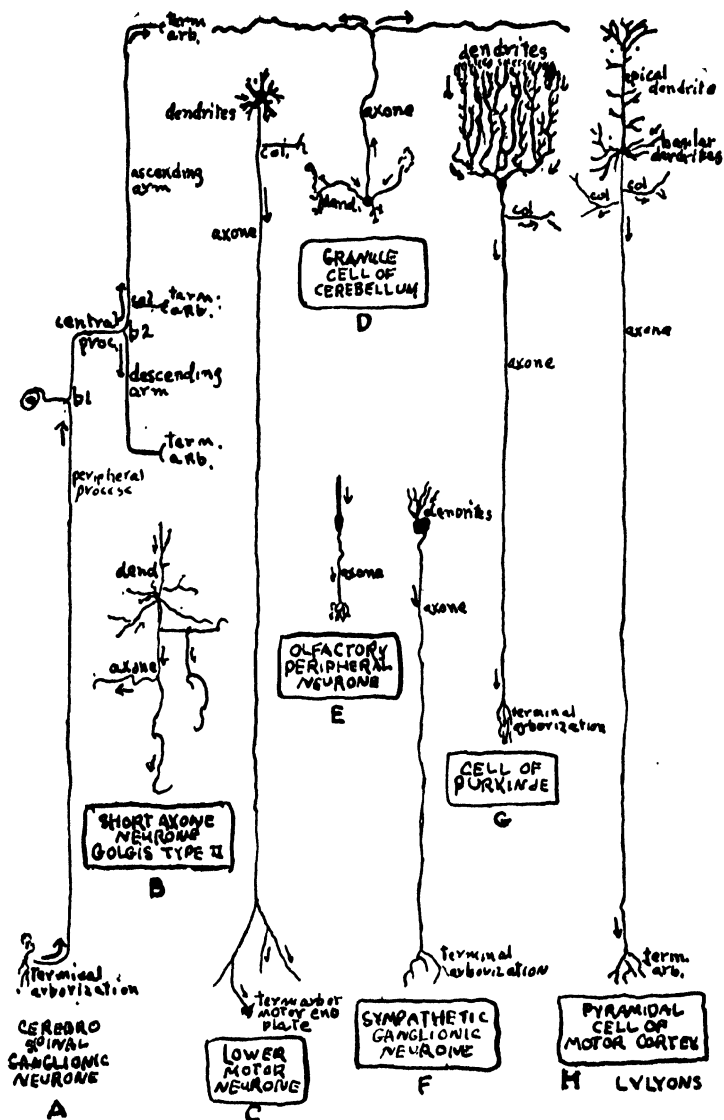 term
arb.
ascending
arm
central
proc.
col.
term.
arb.
b2
descending
arm
b1
term.
arb.
peripheral
process
terminal
arborization
CEREBRO
SPINAL
GANGLIONIC
NEURONE
A
dend
axone
SHORT AXONE
NEURONE
GOLGIS TYPE II
B
dendrites
col.
axone
term arbor
motor end
plate
LOWER
MOTOR
NEURONE
C
axone
dend.
GRANULE
CELL OF
CEREBELLUM
D
axone
OLFACTORY
PERIPHERAL
NEURONE
E
dendrites
axone
terminal
arborization
SYMPATHETIC
GANGLIONIC
NEURONE
F
dendrites
col
axone
terminal
arborization
CELL OF
PURKINDE
G
apical
dendrite
basilar
dendrites
col
col
axone
term.
arb.
PYRAMIDAL
CELL OF
MOTOR CORTEX
H
LVLYONS